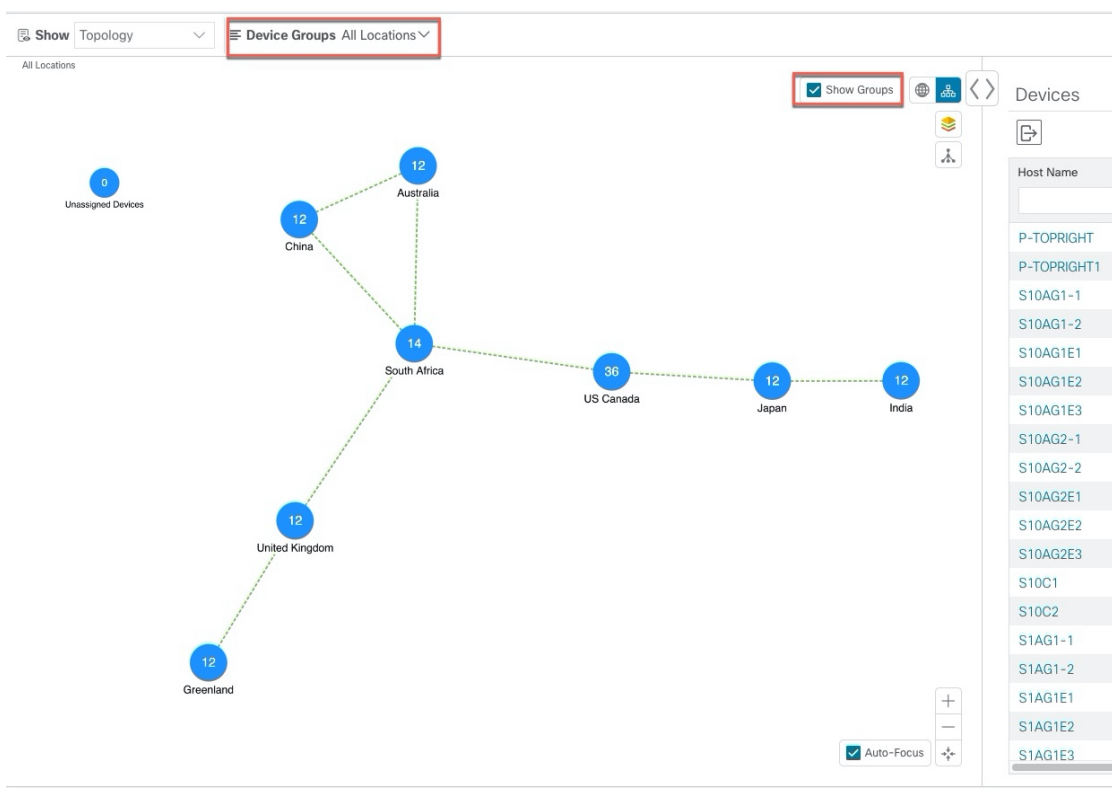 Show Topology Device Groups All Locations
All Locations
Show Groups
Devices
Host Name
12
Australia
0
Unassigned Devices
12
China
14
South Africa
36
US Canada
12
Japan
12
India
12
United Kingdom
12
Greenland
Auto-Focus
P-TOPRIGHT
P-TOPRIGHT1
S10AG1-1
S10AG1-2
S10AG1E1
S10AG1E2
S10AG1E3
S10AG2-1
S10AG2-2
S10AG2E1
S10AG2E2
S10AG2E3
S10C1
S10C2
S1AG1-1
S1AG1-2
S1AG1E1
S1AG1E2
S1AG1E3